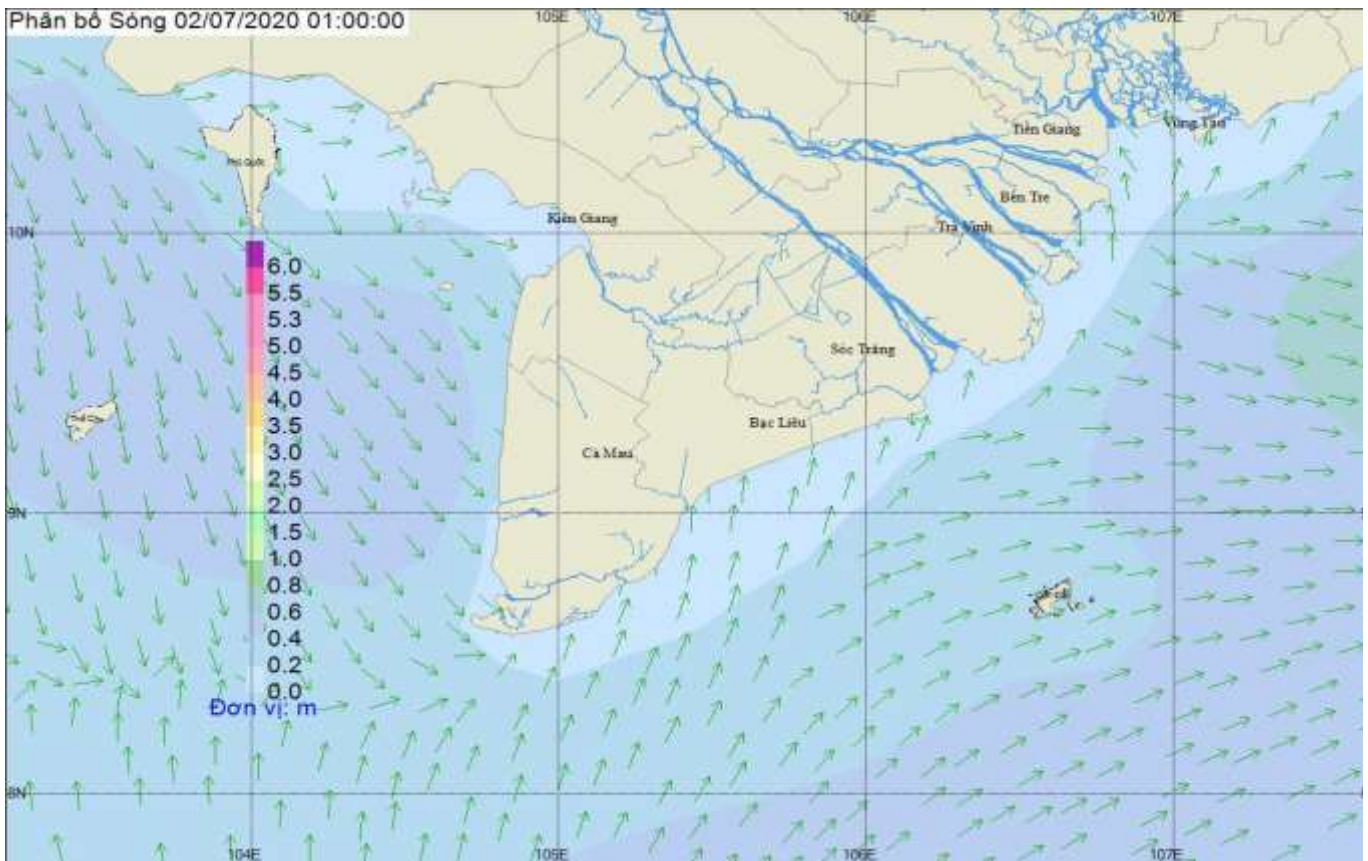 Phân bố Sóng 02/07/2020 01:00:00
105E
106E
107E
Tiền Giang
Vũng Tàu
Phú Quốc
Bến Tre
Kiên Giang
Trà Vinh
10N
6.0
5.5
5.3
5.0
4.5
4.0
3.5
3.0
2.5
2.0
1.5
1.0
0.8
0.6
0.4
0.2
0.0
Đơn vị: m
Sóc Trăng
Bạc Liêu
Cà Mau
9N
8N
104E
105E
106E
107E